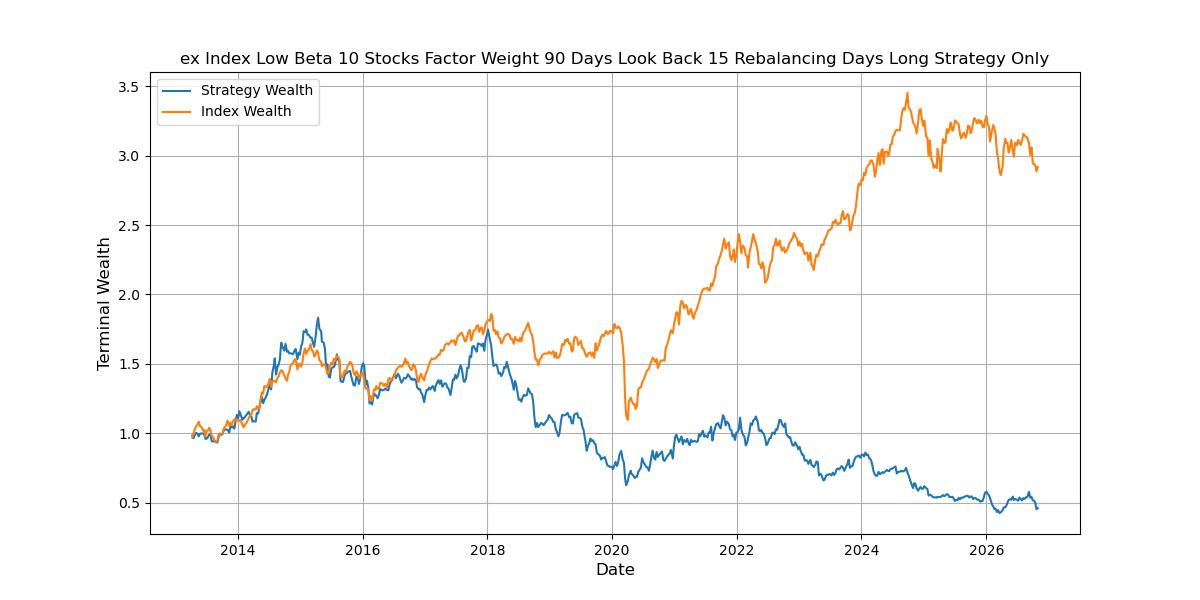 ex Index Low Beta 10 Stocks Factor Weight 90 Days Look Back 15 Rebalancing Days Long Strategy Only
Strategy Wealth
Index Wealth
Terminal Wealth
3.5
3.0
2.5
2.0
1.5
1.0
0.5
2014 2016 2018 2020 2022 2024 2026
Date